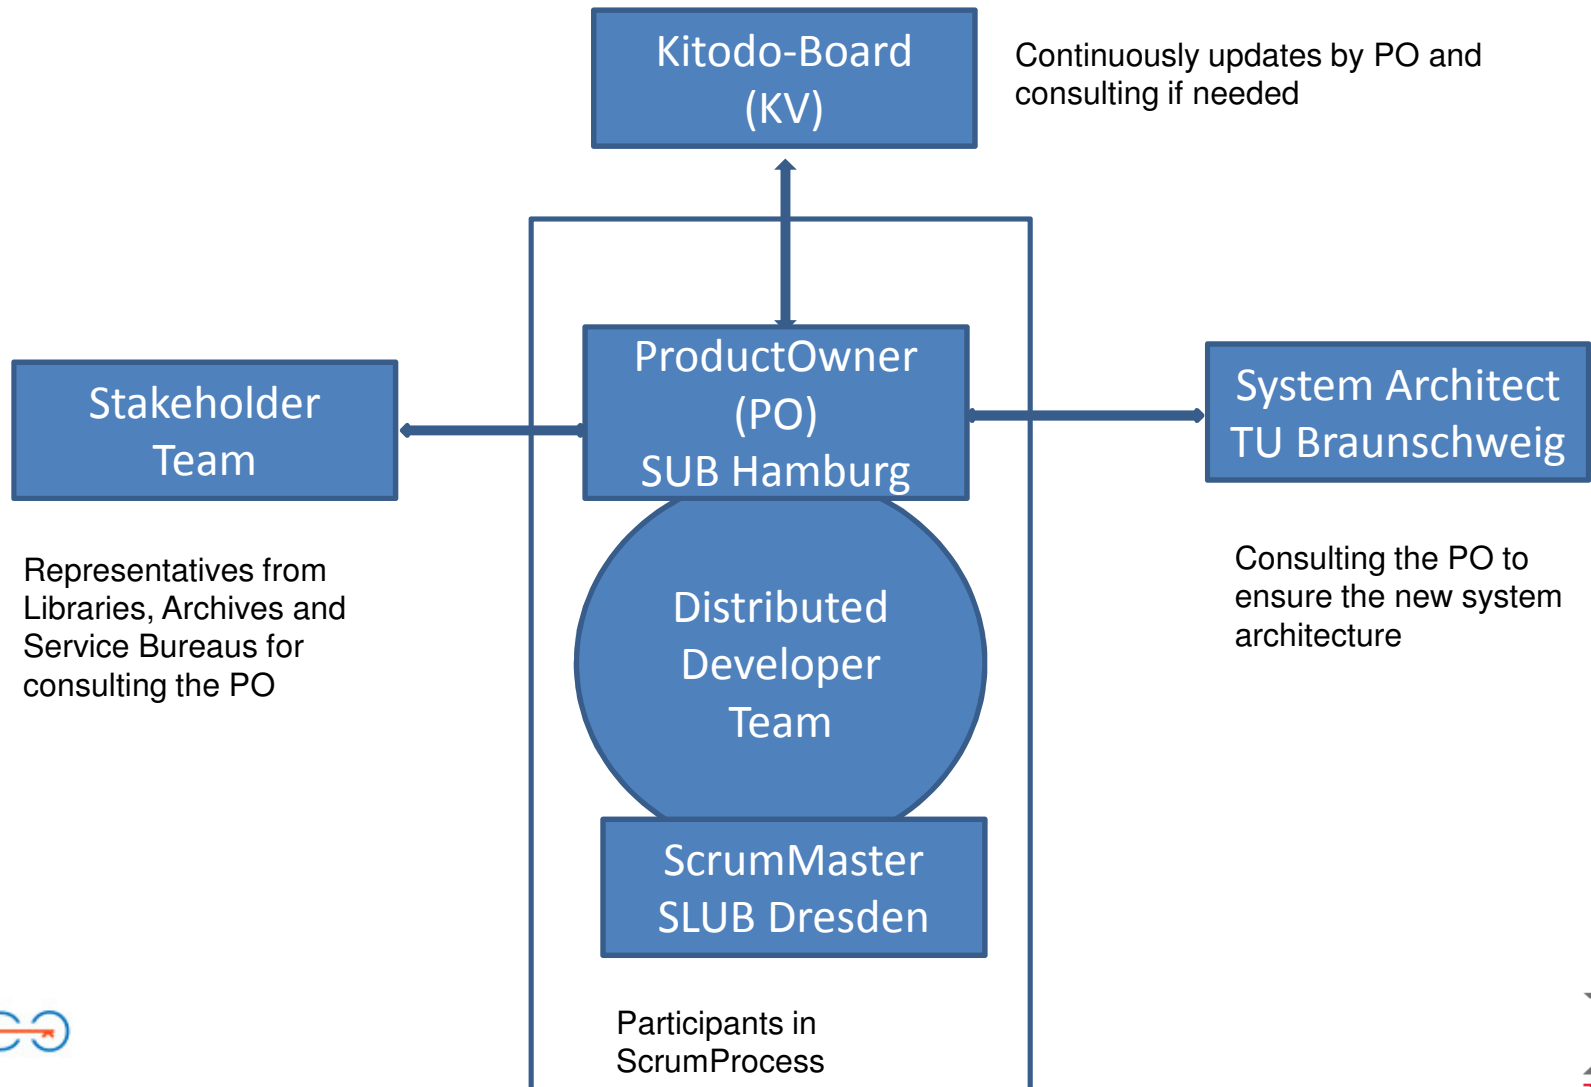 Kitodo-Board
(KV)
Continuously updates by PO and
consulting if needed
Stakeholder
Team
ProductOwner
(PO)
SUB Hamburg
System Architect
TU Braunschweig
Representatives from
Libraries, Archives and
Service Bureaus for
consulting the PO
Distributed
Developer
Team
Consulting the PO to
ensure the new system
architecture
ScrumMaster
SLUB Dresden
Participants in
ScrumProcess